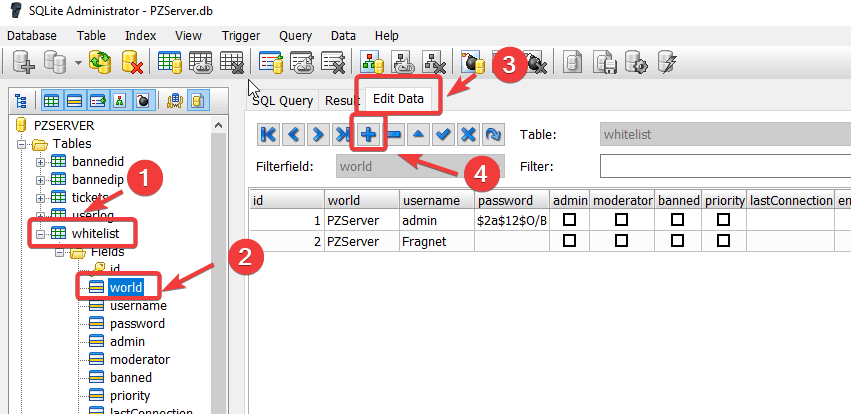 SQLite Administrator - PZServer.db
Database Table Index View Trigger Query Data Help
3
SQL Query Result Edit Data
PZSERVER
Tables
bannedid
bannedip
tickets
userlog
whitelist
Fields
id
world
username
password
admin
moderator
banned
priority
lastConnection
1
2
4
Table: whitelist
Filterfield: world Filter:
id world username password admin moderator banned priority lastConnection en
1 PZServer admin $2a$12$O/B
2 PZServer Fragnet